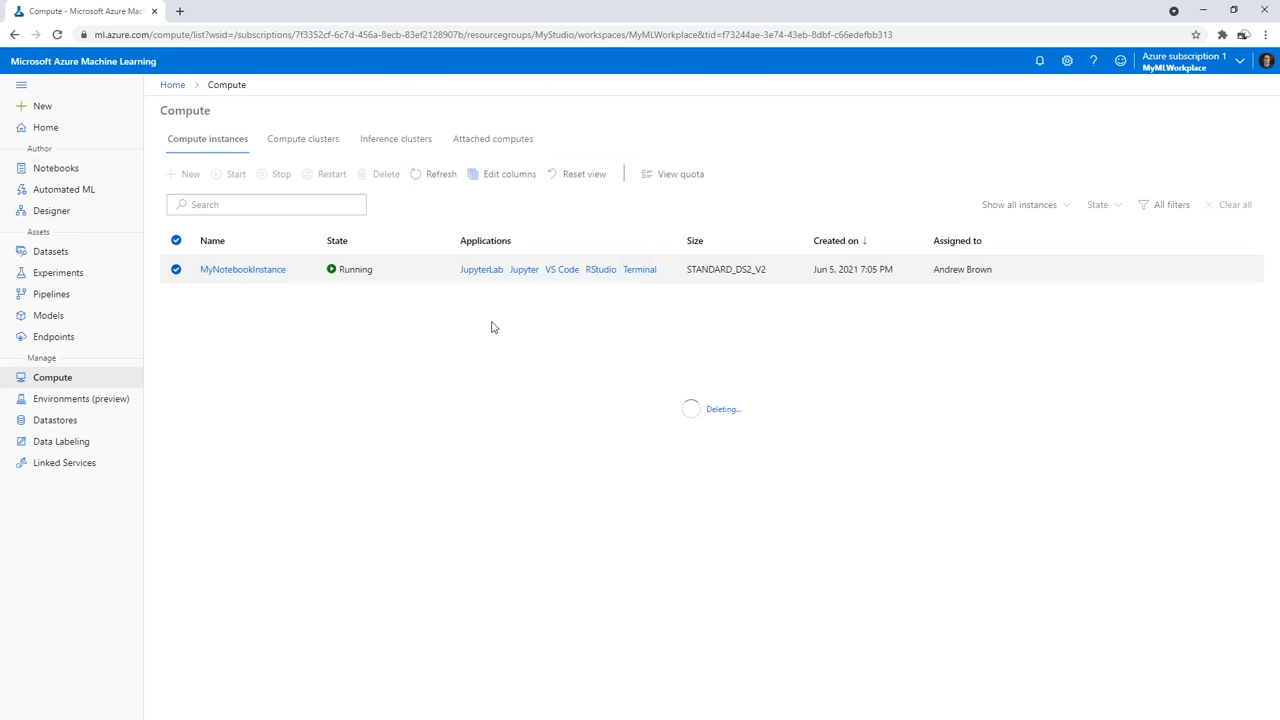 Compute - Microsoft Azure Mac
ml.azure.com/compute/list?wsid=/subscriptions/7f3352cf-6c7d-456a-8ecb-83ef2128907b/resourcegroups/MyStudio/workspaces/MyMLWorkplace&tid=f73244ae-3e74-43eb-8dbf-c66edefbb313
Microsoft Azure Machine Learning
Azure subscription 1
MyMLWorkplace
New
Home
Author
Notebooks
Automated ML
Designer
Assets
Datasets
Experiments
Pipelines
Models
Endpoints
Manage
Compute
Environments (preview)
Datastores
Data Labeling
Linked Services
Home > Compute
Compute
Compute instances Compute clusters Inference clusters Attached computes
New Start Stop Restart Delete Refresh Edit columns Reset view View quota
Search Show all instances State All filters Clear all
Name State Applications Size Created on ↓ Assigned to
MyNotebookInstance Running JupyterLab Jupyter VS Code RStudio Terminal STANDARD_DS2_V2 Jun 5, 2021 7:05 PM Andrew Brown
Deleting...